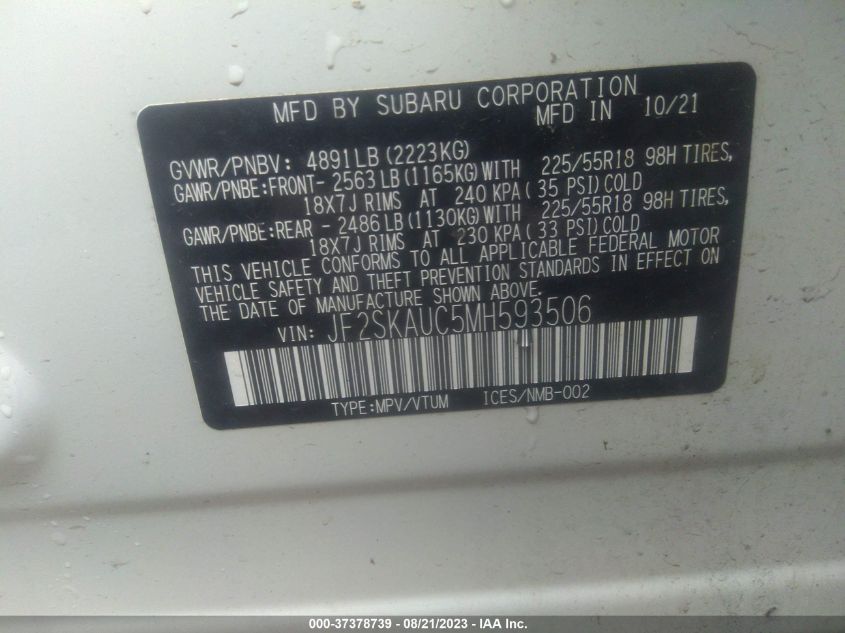 MFD BY SUBARU CORPORATION
MFD IN 10/21
GVWR/PNBV: 4891LB (2223KG)
GAWR/PNBE:FRONT- 2563LB (1165KG)WITH 225/55R18 98H TIRES,
18X7J RIMS AT 240 KPA( 35 PSI)COLD
GAWR/PNBE:REAR - 2486LB (1130KG)WITH 225/55R18 98H TIRES,
18X7J RIMS AT 230 KPA( 33 PSI)COLD
THIS VEHICLE CONFORMS TO ALL APPLICABLE FEDERAL MOTOR
VEHICLE SAFETY AND THEFT PREVENTION STANDARDS IN EFFECT ON
THE DATE OF MANUFACTURE SHOWN ABOVE.
VIN: JF2SKAUC5MH593506
TYPE:MPV/VTUM ICES/NMB-002
000-37378739 - 08/21/2023 - IAA Inc.